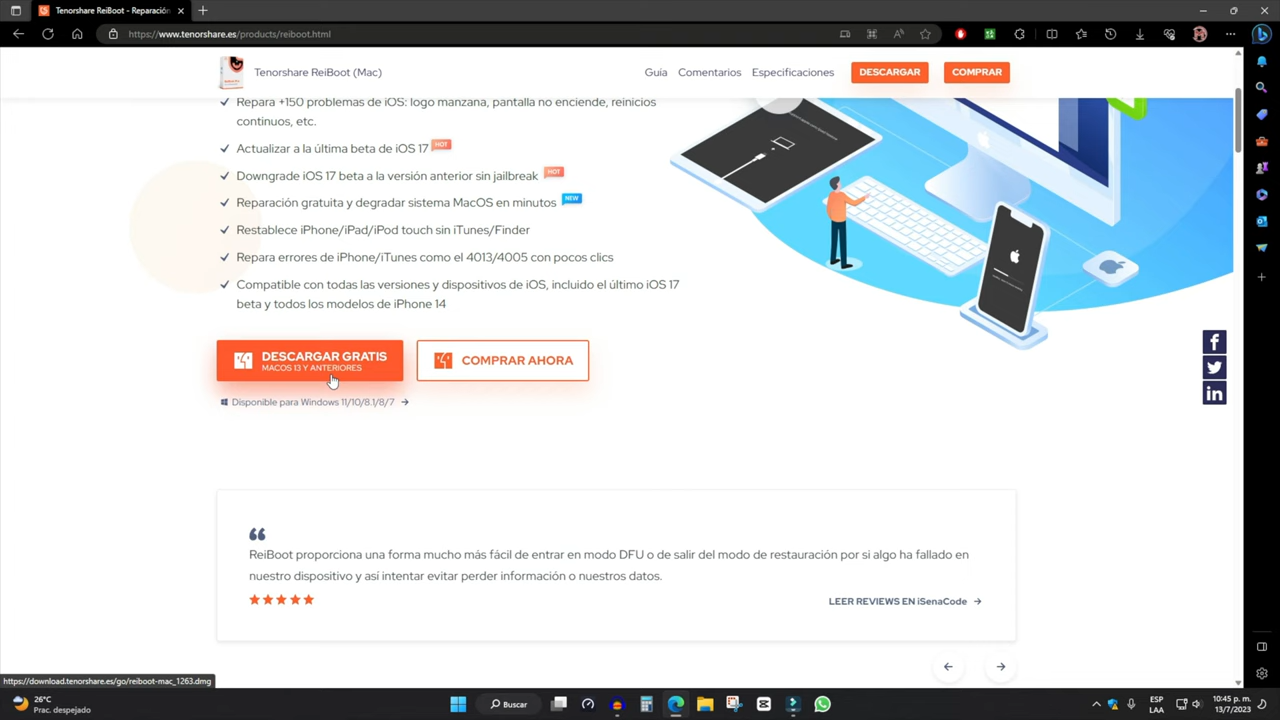 Tenorshare ReiBoot - Reparación
https://www.tenorshare.es/products/reiboot.html
Tenorshare ReiBoot (Mac)
Guía
Comentarios
Especificaciones
DESCARGAR
COMPRAR
Repara +150 problemas de iOS: logo manzana, pantalla no enciende, reinicios
continuos, etc.
Actualizar a la última beta de iOS 17 HOT
Downgrade iOS 17 beta a la versión anterior sin jailbreak HOT
Reparación gratuita y degradar sistema MacOS en minutos NEW
Restablece iPhone/iPad/iPod touch sin iTunes/Finder
Repara errores de iPhone/iTunes como el 4013/4005 con pocos clics
Compatible con todas las versiones y dispositivos de iOS, incluido el último iOS 17
beta y todos los modelos de iPhone 14
DESCARGAR GRATIS
MACOS 13 Y ANTERIORES
COMPRAR AHORA
Disponible para Windows 11/10/8.1/8/7
ReiBoot proporciona una forma mucho más fácil de entrar en modo DFU o de salir del modo de restauración por si algo ha fallado en
nuestro dispositivo y así intentar evitar perder información o nuestros datos.
LEER REVIEWS EN iSenaCode
https://download.tenorshare.es/go/reiboot-mac_1263.dmg
26°C
Prac. despejado
Buscar
ESP
LAA
10:45 p. m.
13/7/2023